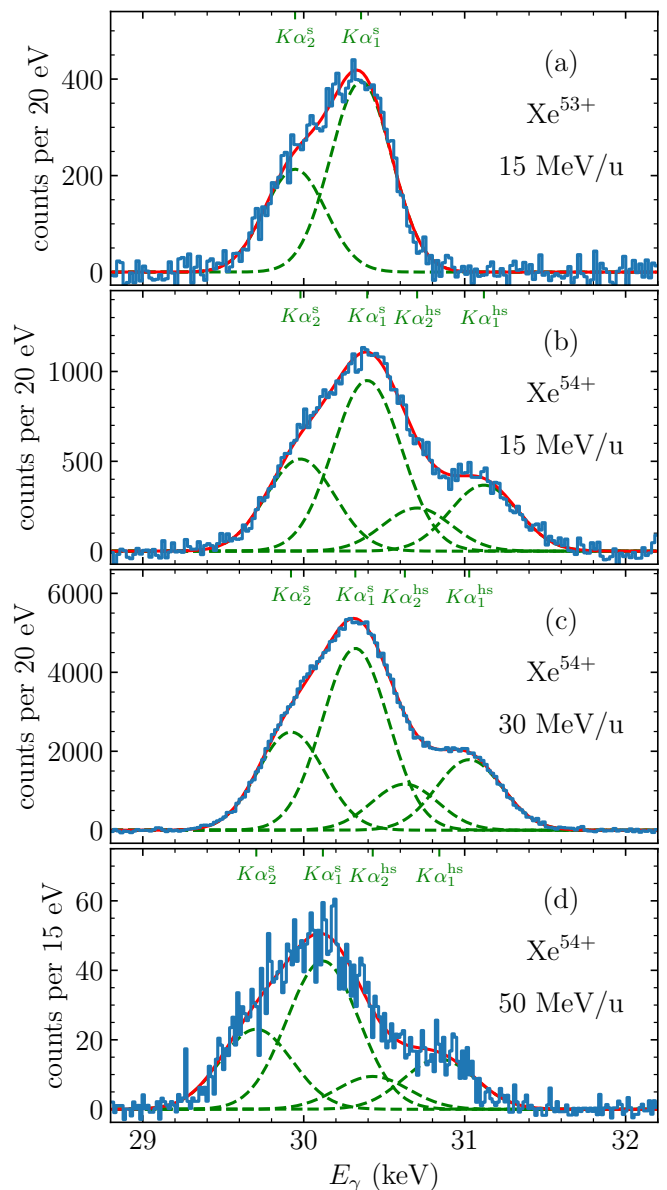 Kα₂ˢ Kα₁ˢ
400
200
0
counts per 20 eV
(a)
Xe⁵³⁺
15 MeV/u
Kα₂ˢ Kα₁ˢ Kα₂ʰˢ Kα₁ʰˢ
1000
500
0
counts per 20 eV
(b)
Xe⁵⁴⁺
15 MeV/u
Kα₂ˢ Kα₁ˢ Kα₂ʰˢ Kα₁ʰˢ
6000
4000
2000
0
counts per 20 eV
(c)
Xe⁵⁴⁺
30 MeV/u
Kα₂ˢ Kα₁ˢ Kα₂ʰˢ Kα₁ʰˢ
60
40
20
0
counts per 15 eV
(d)
Xe⁵⁴⁺
50 MeV/u
29 30 31 32
E_γ (keV)